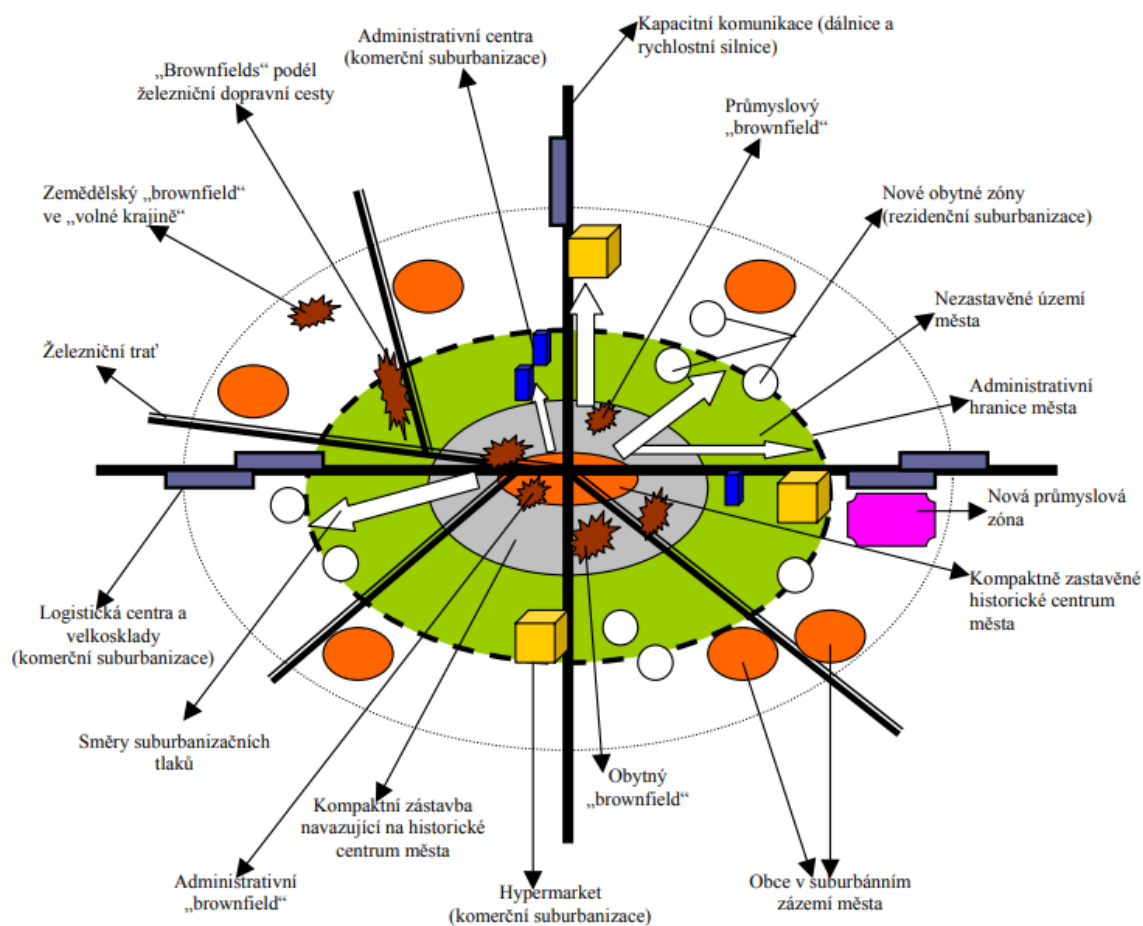 Kapacitní komunikace (dálnice a
rychlostní silnice)
Administrativní centra
(komerční suburbanizace)
„Brownfields“ podél
železniční dopravní cesty
Průmyslový
„brownfield“
Zemědělský „brownfield“
ve „volné krajině“
Nové obytné zóny
(rezidenční suburbanizace)
Nezastavěné území
města
Železniční trať
Administrativní
hranice města
Nová průmyslová
zóna
Kompaktně zastavěné
historické centrum
města
Logistická centra a
velkosklady
(komerční suburbanizace)
Směry suburbanizačních
tlaků
Obytný
„brownfield“
Kompaktní zástavba
navazující na historické
centrum města
Administrativní
„brownfield“
Hypermarket
(komerční suburbanizace)
Obce v suburbánním
zázemí města